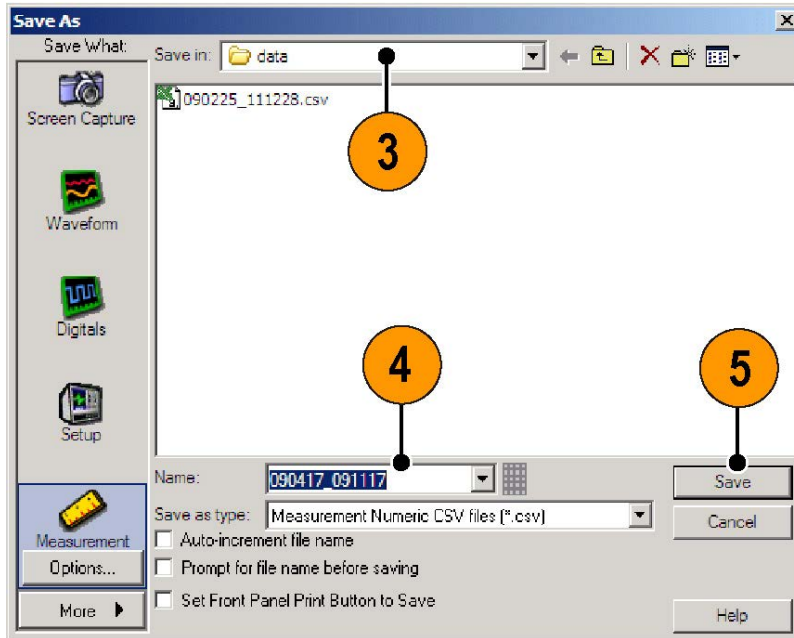 Save As
Save What:
Save in: data
090225_111228.csv
3
Screen Capture
Waveform
Digitals
Setup
Measurement
Options...
More
4
5
Name: 090417_091117
Save
Save as type: Measurement Numeric CSV files (*.csv)
Cancel
Auto-increment file name
Prompt for file name before saving
Set Front Panel Print Button to Save
Help